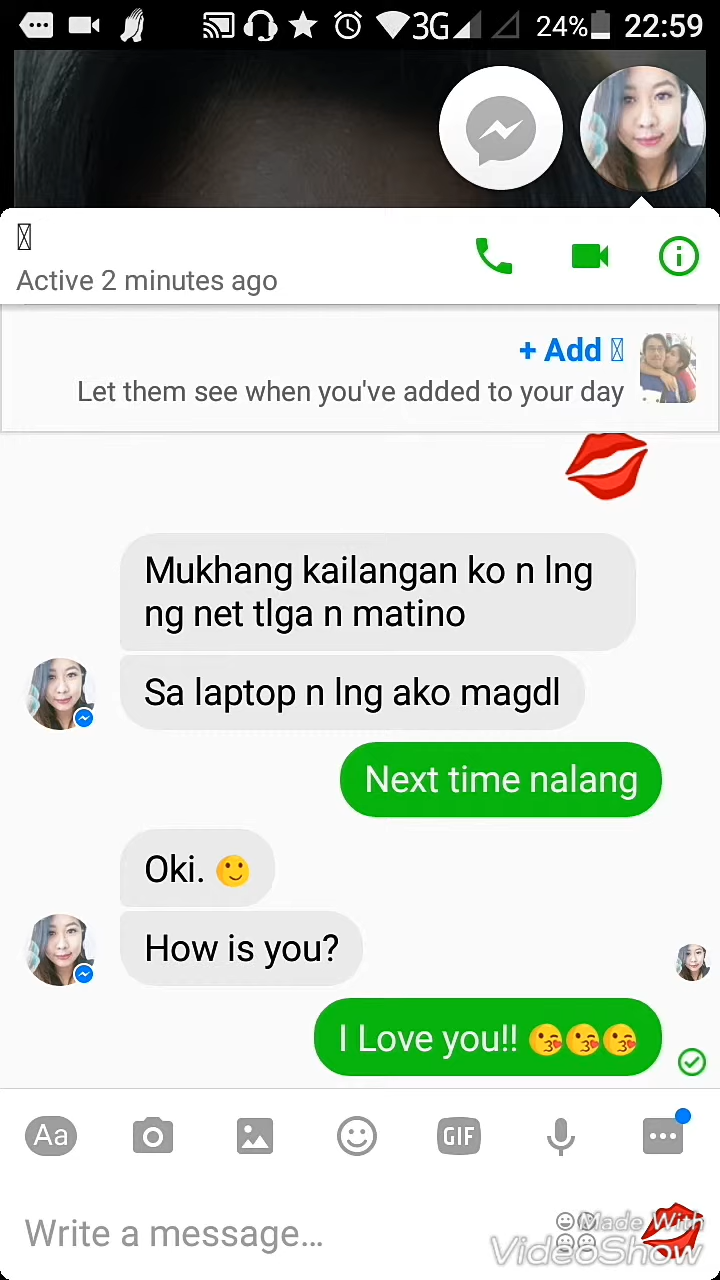 3G 24% 22:59
Active 2 minutes ago
+ Add
Let them see when you've added to your day
Mukhang kailangan ko n lng
ng net tlga n matino
Sa laptop n lng ako magdl
Next time nalang
Oki. 🙂
How is you?
I Love you!! 😘😘😘
Aa
GIF
Write a message...
Made With
VideoShow